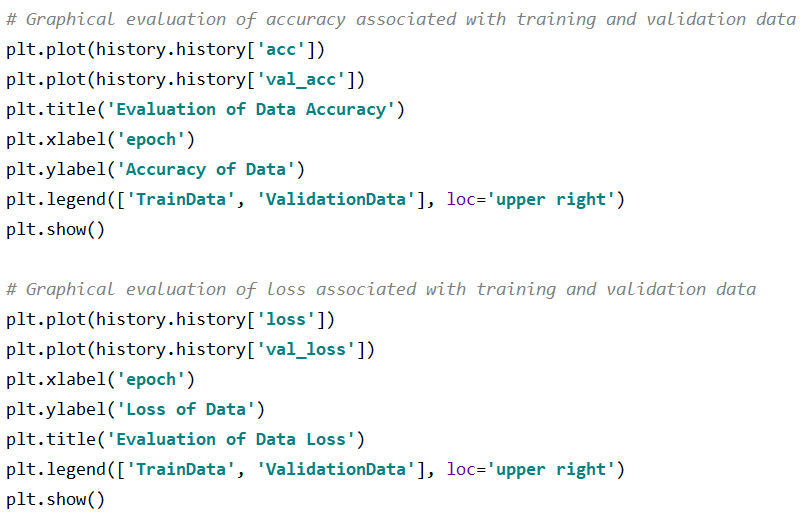 # Graphical evaluation of accuracy associated with training and validation data
plt.plot(history.history['acc'])
plt.plot(history.history['val_acc'])
plt.title('Evaluation of Data Accuracy')
plt.xlabel('epoch')
plt.ylabel('Accuracy of Data')
plt.legend(['TrainData', 'ValidationData'], loc='upper right')
plt.show()
# Graphical evaluation of loss associated with training and validation data
plt.plot(history.history['loss'])
plt.plot(history.history['val_loss'])
plt.xlabel('epoch')
plt.ylabel('Loss of Data')
plt.title('Evaluation of Data Loss')
plt.legend(['TrainData', 'ValidationData'], loc='upper right')
plt.show()